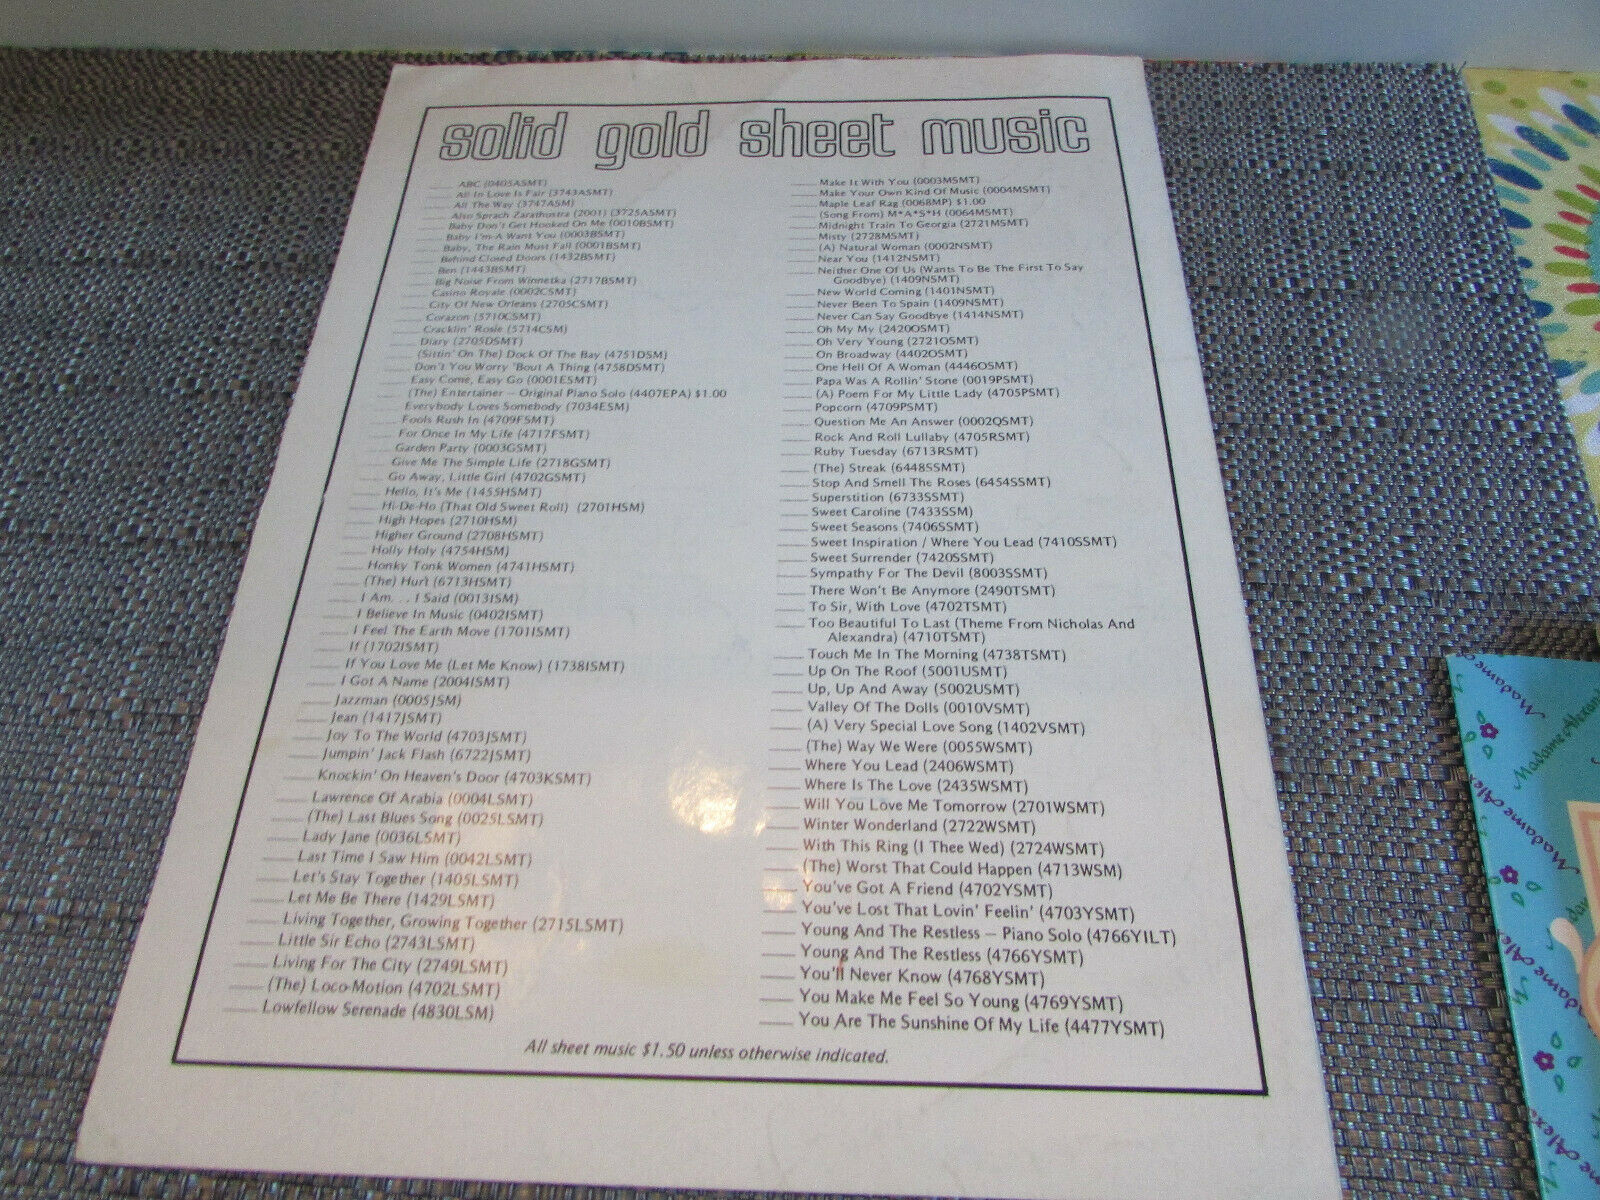 solid gold sheet music
ABC (0405ASMT)
All In Love Is Fair (3743ASMT)
All The Way (3747ASM)
Also Sprach Zarathustra (2001) (3725ASMT)
Baby Don't Get Hooked On Me (0010BSMT)
Baby I'm-A Want You (0003BSMT)
Baby, The Rain Must Fall (0001BSMT)
Behind Closed Doors (1432BSMT)
Ben (1443BSMT)
Big Noise From Winnetka (2717BSMT)
Casino Royale (0002CSMT)
City Of New Orleans (2705CSMT)
Corazon (5710CSMT)
Cracklin' Rosie (5714CSM)
Diary (2705DSMT)
(Sittin' On The) Dock Of The Bay (4751DSM)
Don't You Worry 'Bout A Thing (4758DSMT)
Easy Come, Easy Go (0001ESMT)
(The) Entertainer — Original Piano Solo (4407EPA) $1.00
Everybody Loves Somebody (7034ESM)
Fools Rush In (4709FSMT)
For Once In My Life (4717FSMT)
Garden Party (0003GSMT)
Give Me The Simple Life (2718GSMT)
Go Away, Little Girl (4702GSMT)
Hello, It's Me (1455HSMT)
Hi-De-Ho (That Old Sweet Roll) (2701HSM)
High Hopes (2710HSM)
Higher Ground (2708HSMT)
Holly Holy (4754HSM)
Honky Tonk Women (4741HSMT)
(The) Hurt (6713HSMT)
I Am. . . I Said (0013ISM)
I Believe In Music (0402ISMT)
I Feel The Earth Move (1701ISMT)
If (1702ISMT)
If You Love Me (Let Me Know) (1738ISMT)
I Got A Name (2004ISMT)
Jazzman (0005JSM)
Jean (1417JSMT)
Joy To The World (4703JSMT)
Jumpin' Jack Flash (6722JSMT)
Knockin' On Heaven's Door (4703KSMT)
Lawrence Of Arabia (0004LSMT)
(The) Last Blues Song (0025LSMT)
Lady Jane (0036LSMT)
Last Time I Saw Him (0042LSMT)
Let's Stay Together (1405LSMT)
Let Me Be There (1429LSMT)
Living Together, Growing Together (2715LSMT)
Little Sir Echo (2743LSMT)
Living For The City (2749LSMT)
(The) Loco-Motion (4702LSMT)
Lowfellow Serenade (4830LSM)
Make It With You (0003MSMT)
Make Your Own Kind Of Music (0004MSMT)
Maple Leaf Rag (0068MP) $1.00
(Song From) M*A*S*H (0064MSMT)
Midnight Train To Georgia (2721MSMT)
Misty (2728MSMT)
(A) Natural Woman (0002NSMT)
Near You (1412NSMT)
Neither One Of Us (Wants To Be The First To Say
Goodbye) (1409NSMT)
New World Coming (1401NSMT)
Never Been To Spain (1409NSMT)
Never Can Say Goodbye (1414NSMT)
Oh My My (2420OSMT)
Oh Very Young (2721OSMT)
On Broadway (4402OSMT)
One Hell Of A Woman (4446OSMT)
Papa Was A Rollin' Stone (0019PSMT)
(A) Poem For My Little Lady (4705PSMT)
Popcorn (4709PSMT)
Question Me An Answer (0002QSMT)
Rock And Roll Lullaby (4705RSMT)
Ruby Tuesday (6713RSMT)
(The) Streak (6448SSMT)
Stop And Smell The Roses (6454SSMT)
Superstition (6733SSMT)
Sweet Caroline (7433SSM)
Sweet Seasons (7406SSMT)
Sweet Inspiration / Where You Lead (7410SSMT)
Sweet Surrender (7420SSMT)
Sympathy For The Devil (8003SSMT)
There Won't Be Anymore (2490TSMT)
To Sir, With Love (4702TSMT)
Too Beautiful To Last (Theme From Nicholas And
Alexandra) (4710TSMT)
Touch Me In The Morning (4738TSMT)
Up On The Roof (5001USMT)
Up, Up And Away (5002USMT)
Valley Of The Dolls (0010VSMT)
(A) Very Special Love Song (1402VSMT)
(The) Way We Were (0055WSMT)
Where You Lead (2406WSMT)
Where Is The Love (2435WSMT)
Will You Love Me Tomorrow (2701WSMT)
Winter Wonderland (2722WSMT)
With This Ring (I Thee Wed) (2724WSMT)
(The) Worst That Could Happen (4713WSM)
You've Got A Friend (4702YSMT)
You've Lost That Lovin' Feelin' (4703YSMT)
Young And The Restless — Piano Solo (4766YILT)
Young And The Restless (4766YSMT)
You'll Never Know (4768YSMT)
You Make Me Feel So Young (4769YSMT)
You Are The Sunshine Of My Life (4477YSMT)
All sheet music $1.50 unless otherwise indicated.
Madame
Madame Alexan
Madame Alex